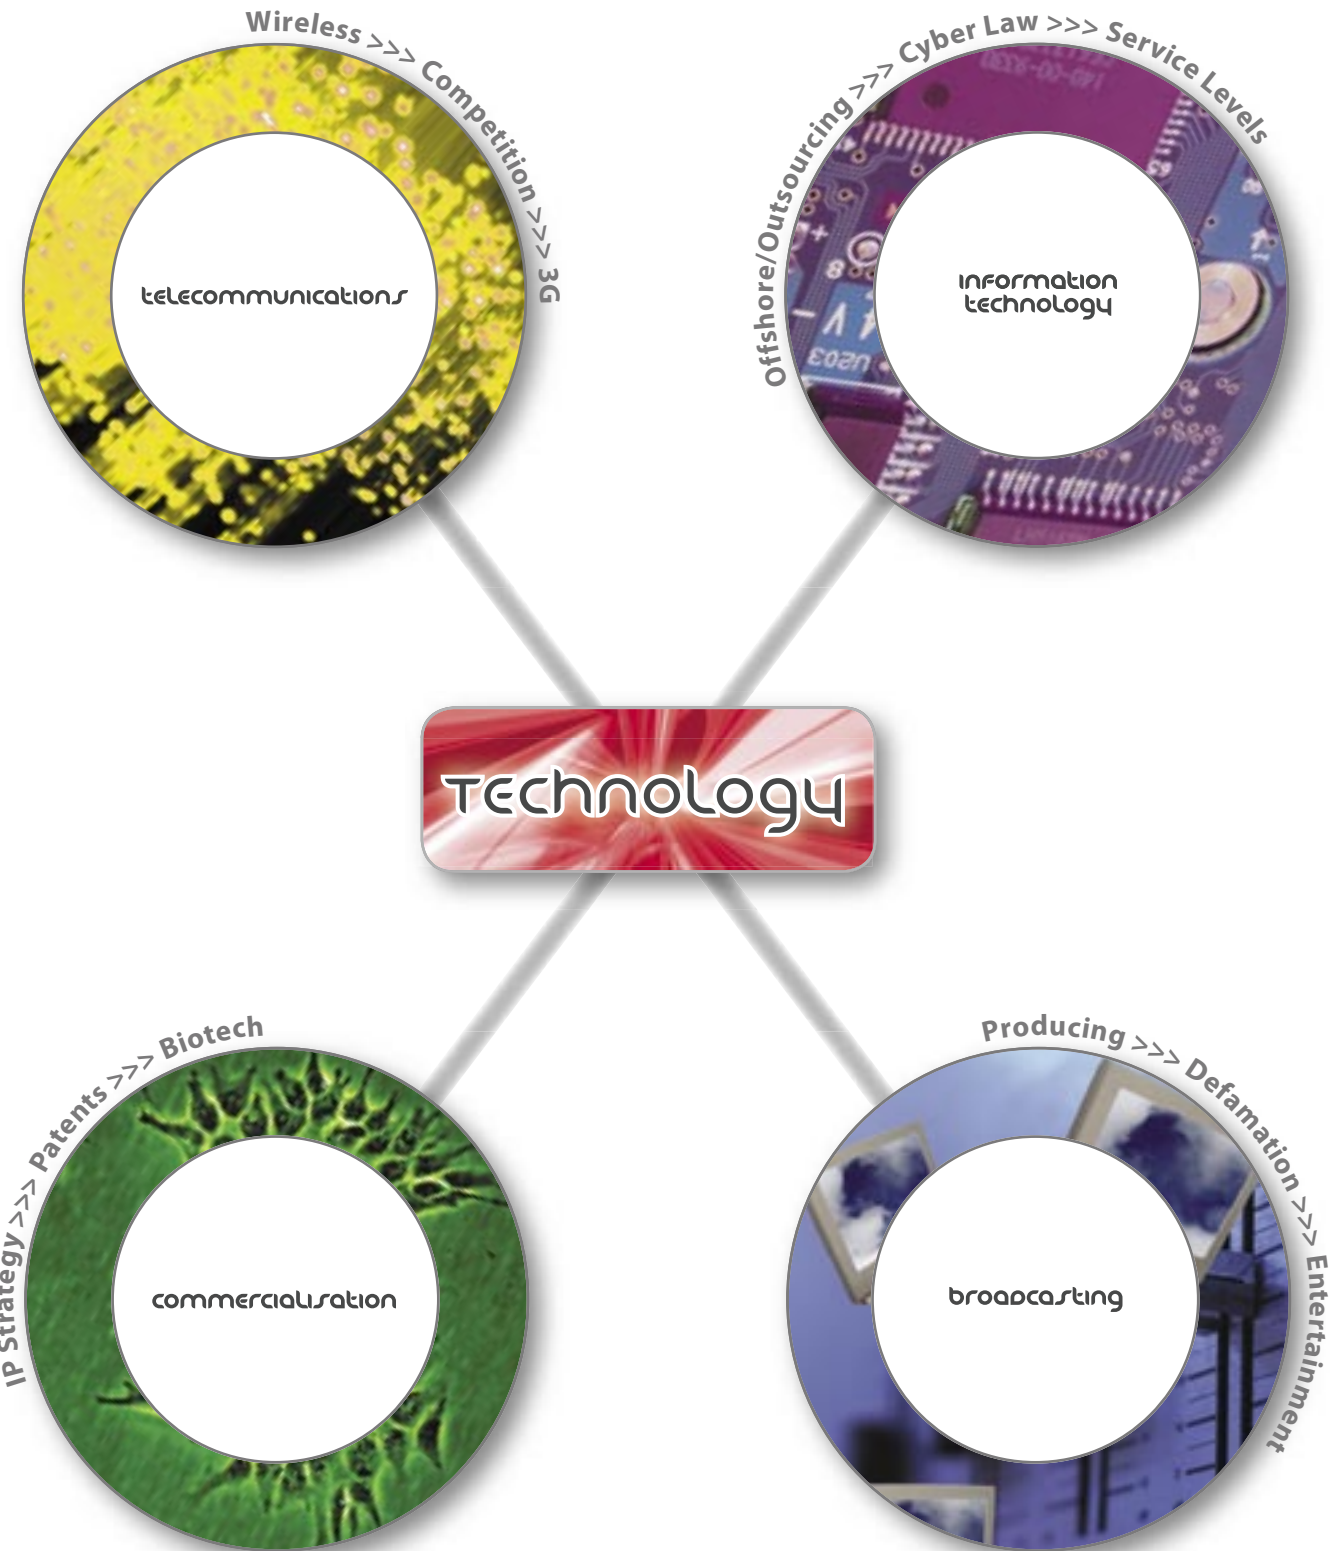 Wireless >>> Competition >>> 3G
telecommunications
Offshore/Outsourcing >>> Cyber Law >>> Service Levels
information
technology
U203
Technology
IP Strategy >>> Patents >>> Biotech
commercialisation
Producing >>> Defamation >>> Entertainment
broadcasting